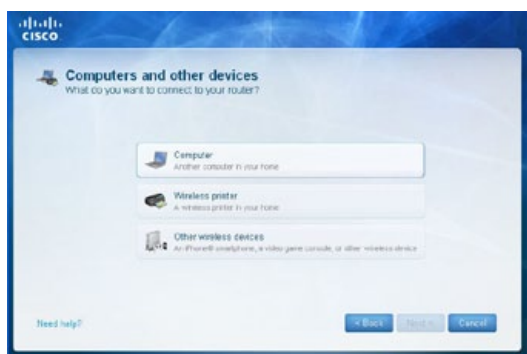 CISCO
Computers and other devices
What do you want to connect to your router?
Computer
Another computer in your home
Wireless printer
A wireless printer in your home
Other wireless devices
An iPhone® smartphone, a video game console, or other wireless device
Need help?
< Back
Next >
Cancel